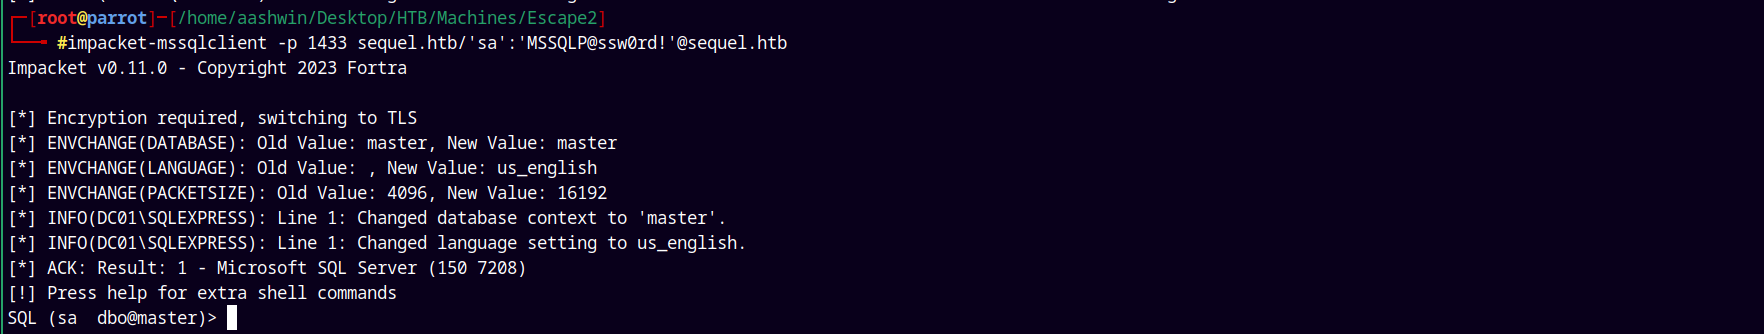 ┌─[root@parrot]─[/home/aashwin/Desktop/HTB/Machines/Escape2]
└──╼ #impacket-mssqlclient -p 1433 sequel.htb/'sa':'MSSQLP@ssw0rd!'@sequel.htb
Impacket v0.11.0 - Copyright 2023 Fortra
[*] Encryption required, switching to TLS
[*] ENVCHANGE(DATABASE): Old Value: master, New Value: master
[*] ENVCHANGE(LANGUAGE): Old Value: , New Value: us_english
[*] ENVCHANGE(PACKETSIZE): Old Value: 4096, New Value: 16192
[*] INFO(DC01\SQLEXPRESS): Line 1: Changed database context to 'master'.
[*] INFO(DC01\SQLEXPRESS): Line 1: Changed language setting to us_english.
[*] ACK: Result: 1 - Microsoft SQL Server (150 7208)
[!] Press help for extra shell commands
SQL (sa  dbo@master)>